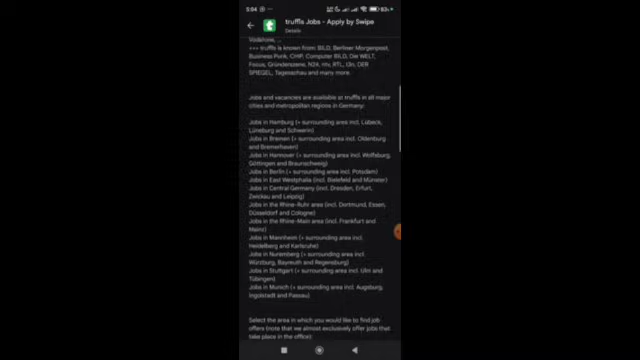 5:04
truffls Jobs - Apply by Swipe
Details
Vodafone, ...
+++ truffls is known from: BILD, Berliner Morgenpost,
Business Punk, CHIP, Computer BILD, Die WELT,
Focus, Gründerszene, N24, ntv, RTL, t3n, DER
SPIEGEL, Tagesschau and many more.
Jobs and vacancies are available at truffls in all major
cities and metropolitan regions in Germany:
Jobs in Hamburg (+ surrounding area incl. Lübeck,
Lüneburg and Schwerin)
Jobs in Bremen (+ surrounding area incl. Oldenburg
and Bremerhaven)
Jobs in Hannover (+ surrounding area incl. Wolfsburg,
Göttingen and Braunschweig)
Jobs in Berlin (+ surrounding area incl. Potsdam)
Jobs in East Westphalia (incl. Bielefeld and Münster)
Jobs in Central Germany (incl. Dresden, Erfurt,
Zwickau and Leipzig)
Jobs in the Rhine-Ruhr area (incl. Dortmund, Essen,
Düsseldorf and Cologne)
Jobs in the Rhine-Main area (incl. Frankfurt and
Mainz)
Jobs in Mannheim (+ surrounding area incl.
Heidelberg and Karlsruhe)
Jobs in Nuremberg (+ surrounding area incl.
Würzburg, Bayreuth and Regensburg)
Jobs in Stuttgart (+ surrounding area incl. Ulm and
Tübingen)
Jobs in Munich (+ surrounding area incl. Augsburg,
Ingolstadt and Passau)
Select the area in which you would like to find job
offers (note that we almost exclusively offer jobs that
take place in the office):